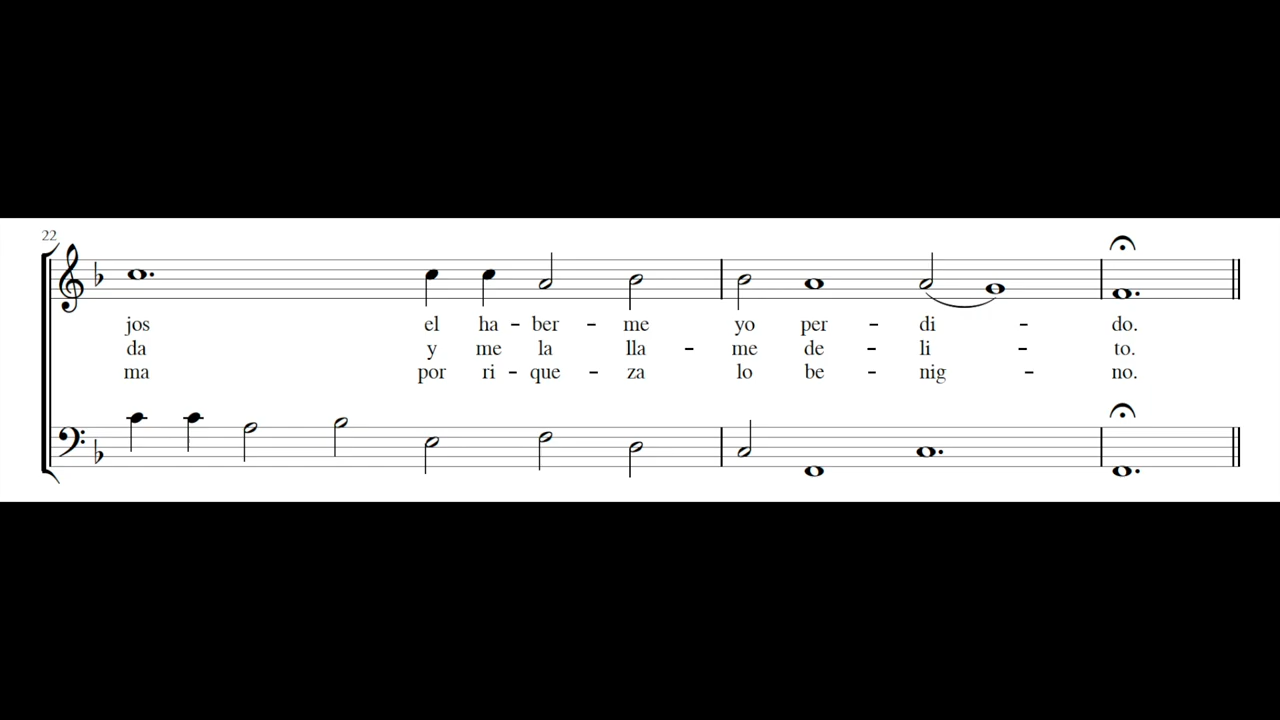 22
jos el ha - ber - me yo per - di - do.
da y me la lla - me de - li - to.
ma por ri - que - za lo be - nig - no.